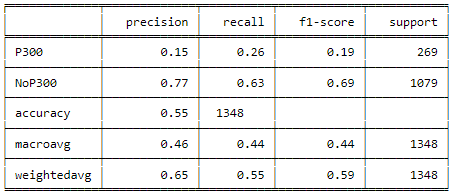 precision recall f1-score support
P300 0.15 0.26 0.19 269
NoP300 0.77 0.63 0.69 1079
accuracy 0.55 1348
macroavg 0.46 0.44 0.44 1348
weightedavg 0.65 0.55 0.59 1348